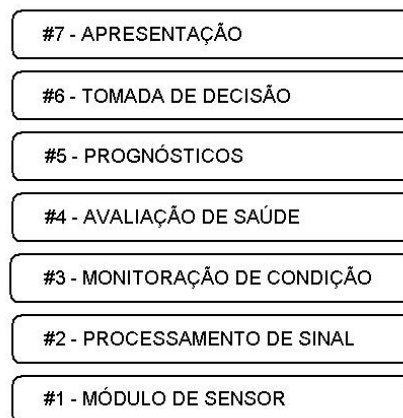 #7 - APRESENTAÇÃO
#6 - TOMADA DE DECISÃO
#5 - PROGNÓSTICOS
#4 - AVALIAÇÃO DE SAÚDE
#3 - MONITORAÇÃO DE CONDIÇÃO
#2 - PROCESSAMENTO DE SINAL
#1 - MÓDULO DE SENSOR